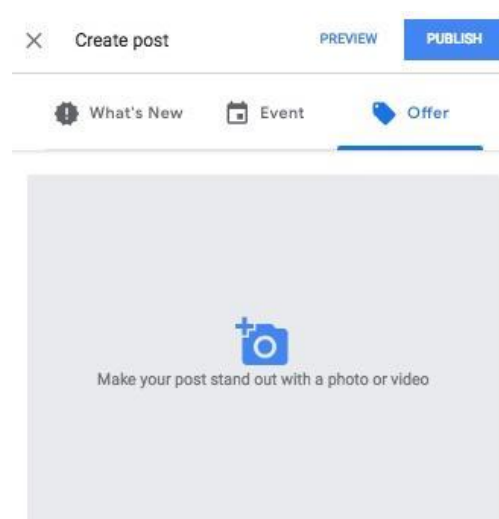 Create post PREVIEW PUBLISH
What's New Event Offer
Make your post stand out with a photo or video